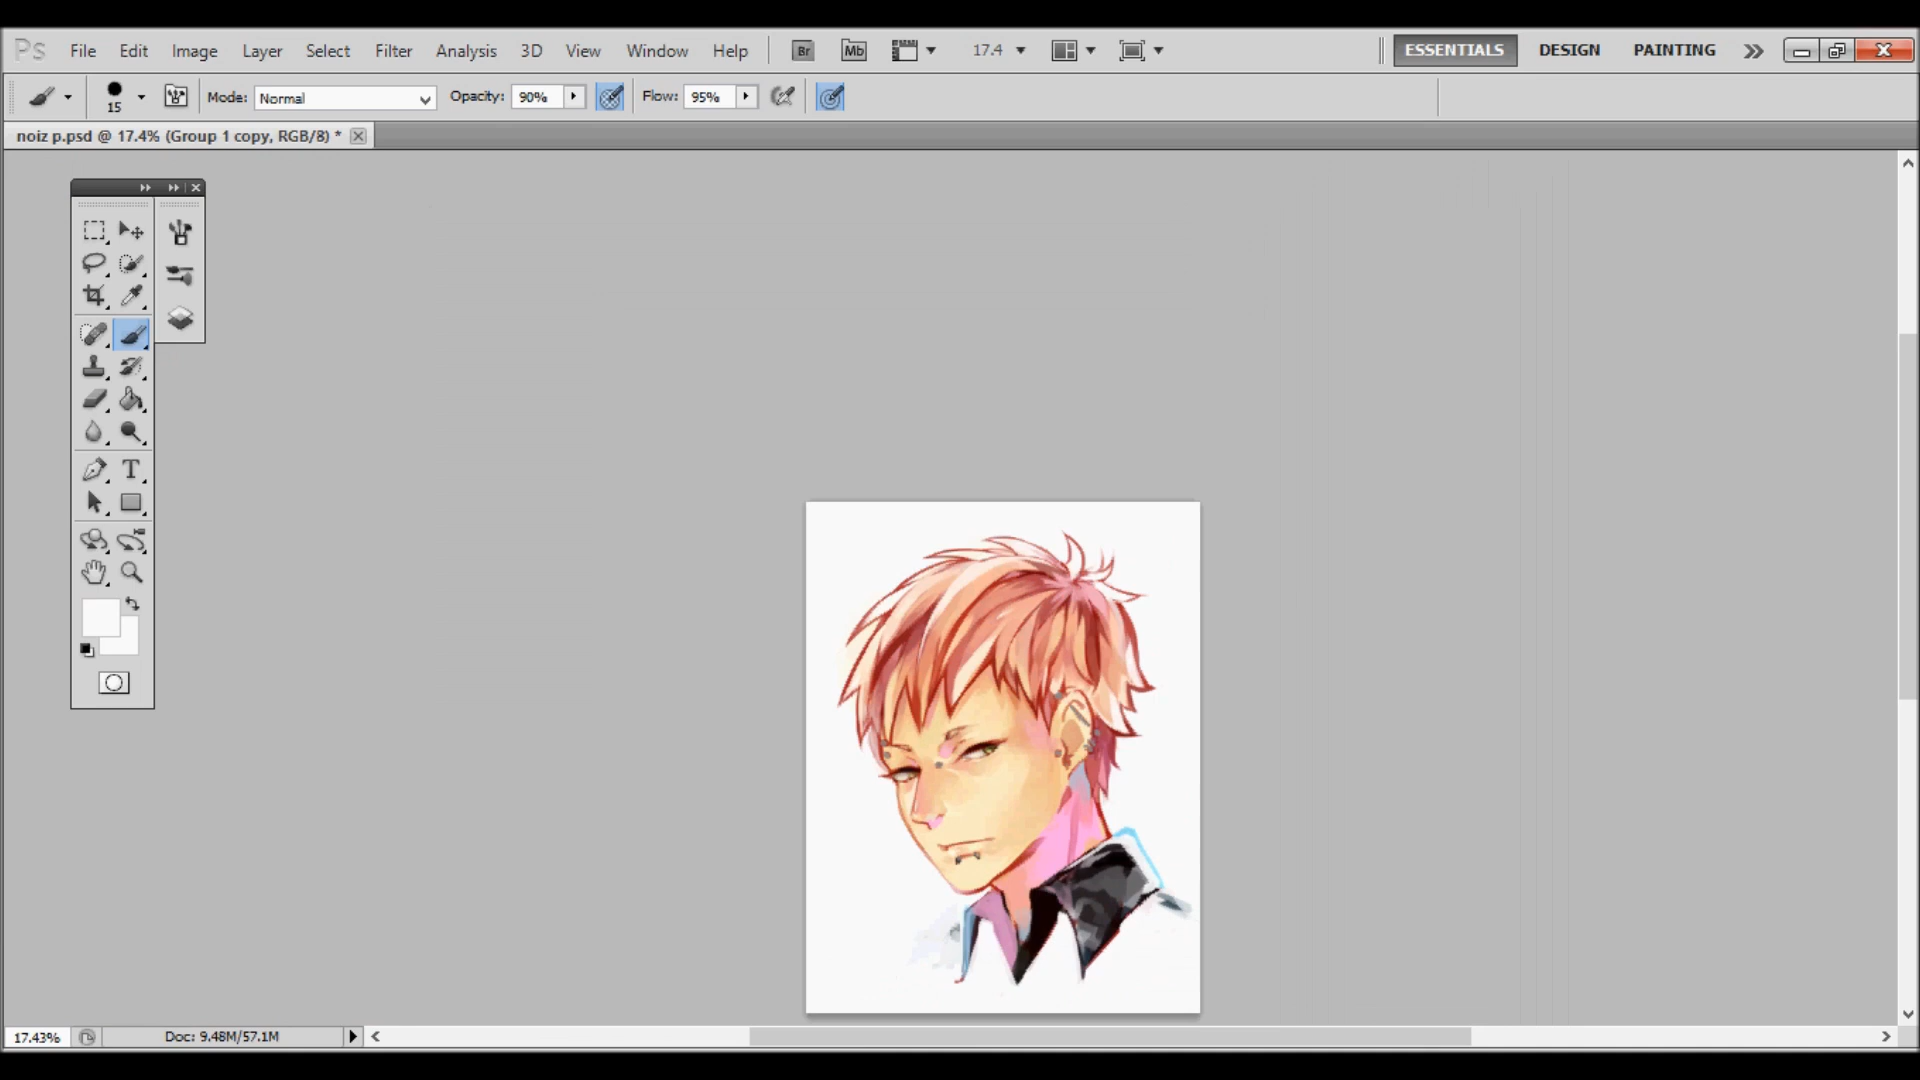 Ps File Edit Image Layer Select Filter Analysis 3D View Window Help Br Mb 17.4 ESSENTIALS DESIGN PAINTING
15 Mode: Normal Opacity: 90% Flow: 95%
noiz p.psd @ 17.4% (Group 1 copy, RGB/8) *
T
17.43% Doc: 9.48M/57.1M